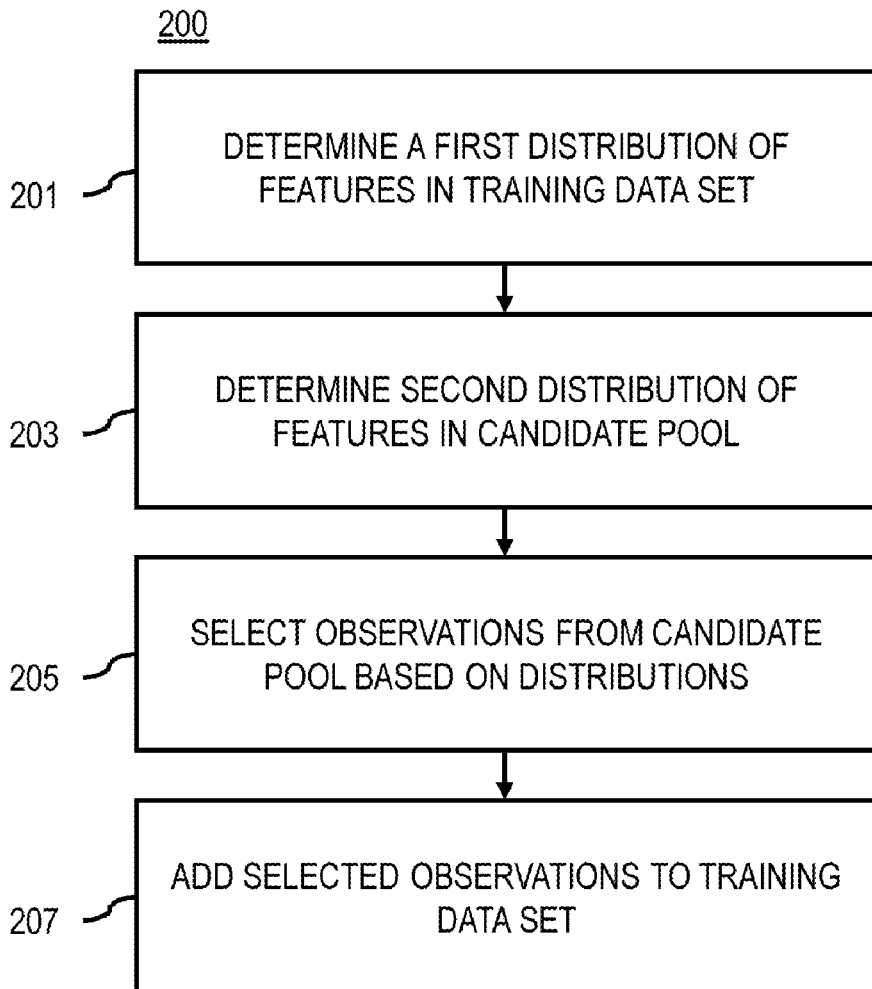 200
DETERMINE A FIRST DISTRIBUTION OF
FEATURES IN TRAINING DATA SET
201
DETERMINE SECOND DISTRIBUTION OF
FEATURES IN CANDIDATE POOL
203
SELECT OBSERVATIONS FROM CANDIDATE
POOL BASED ON DISTRIBUTIONS
205
ADD SELECTED OBSERVATIONS TO TRAINING
DATA SET
207